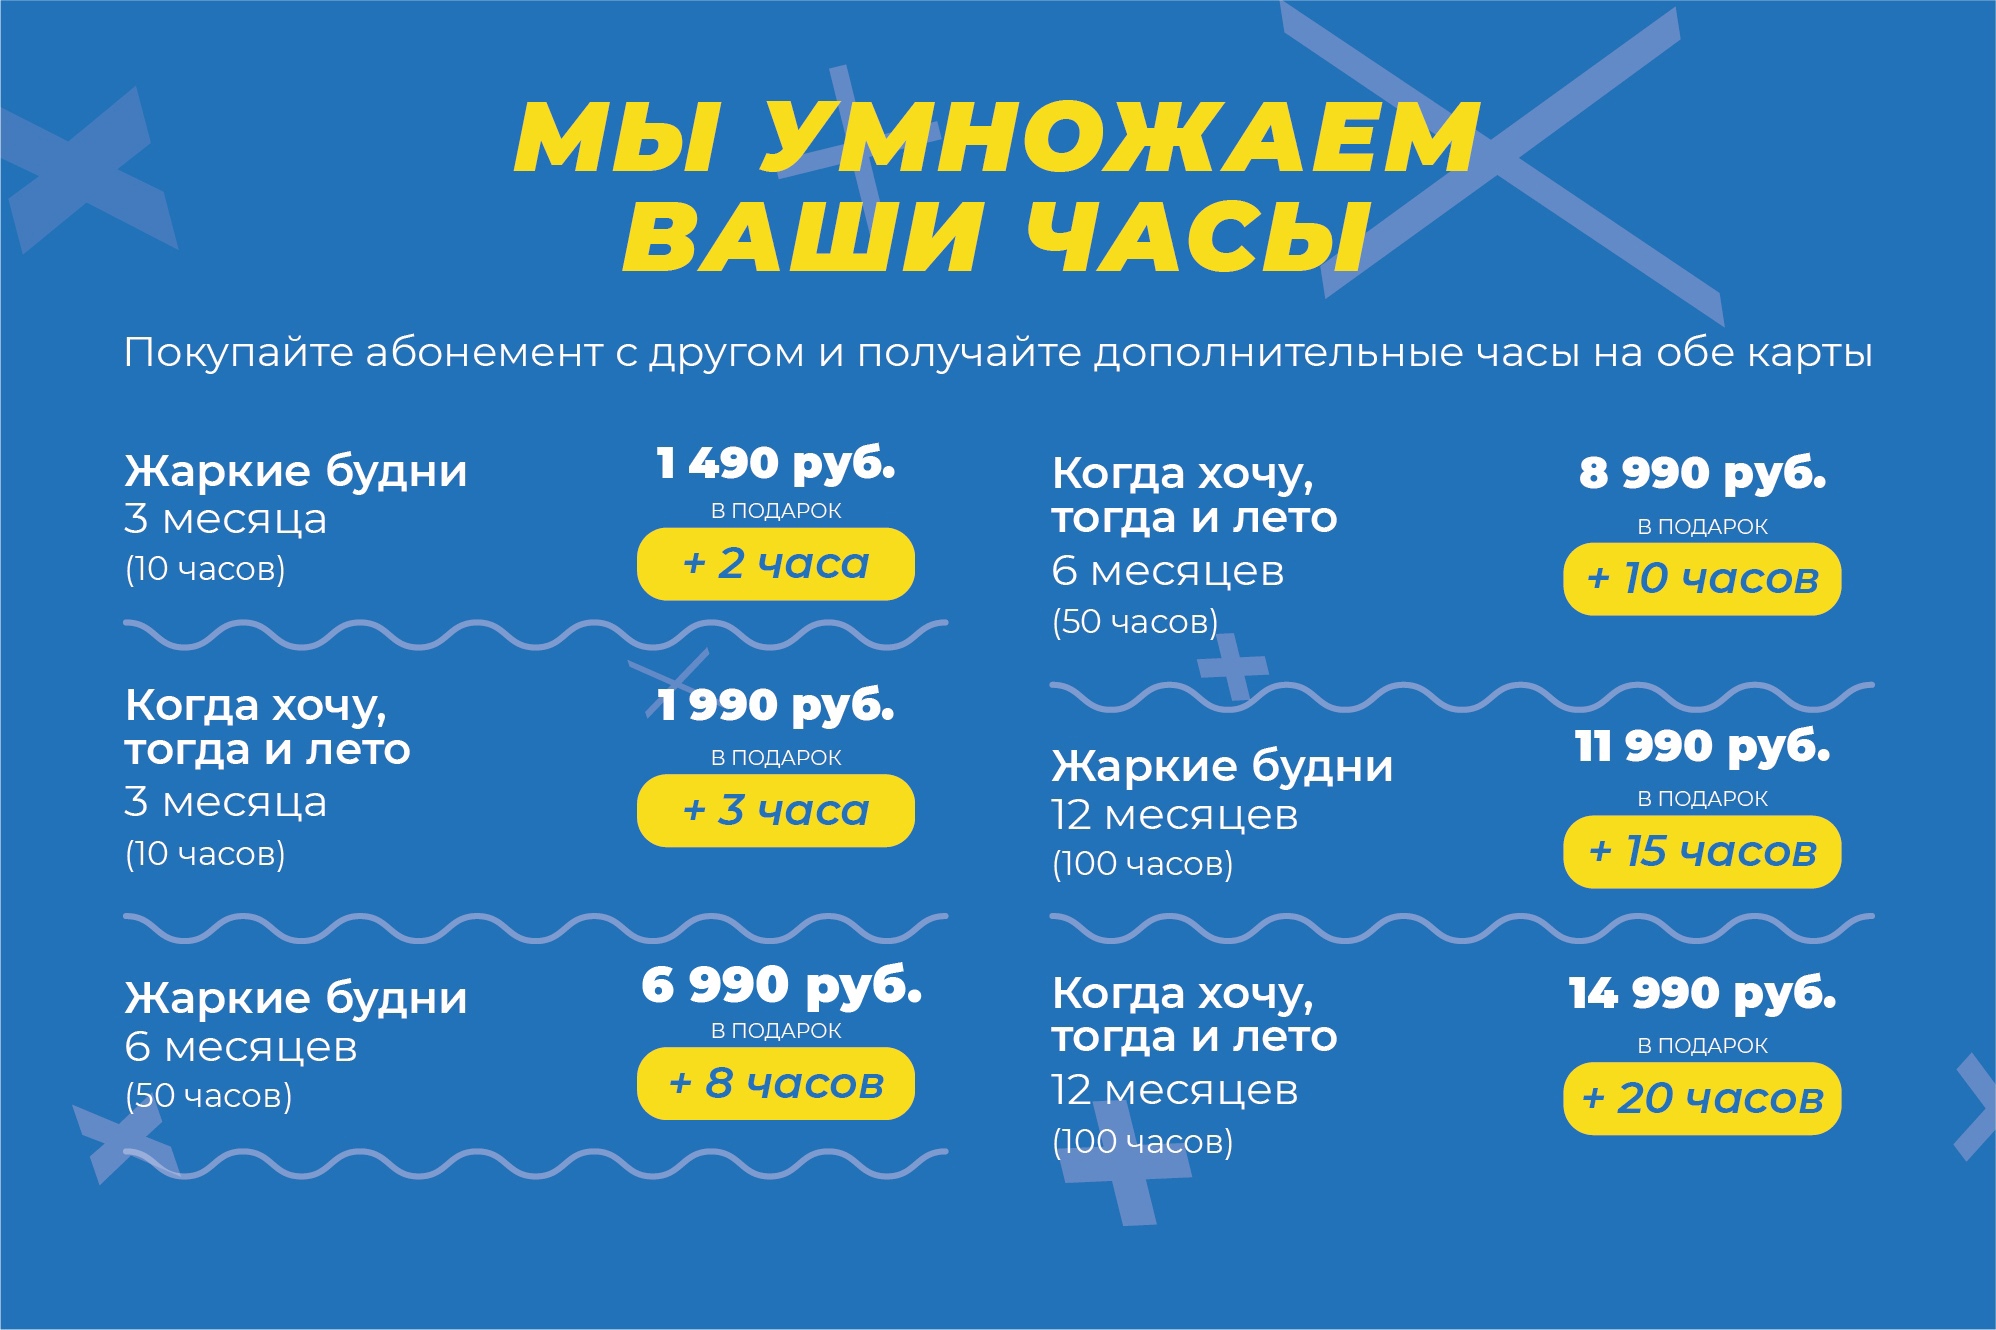 МЫ УМНОЖАЕМ
ВАШИ ЧАСЫ
Покупайте абонемент с другом и получайте дополнительные часы на обе карты
Жаркие будни
3 месяца
(10 часов)
1 490 руб.
В ПОДАРОК
+ 2 часа
Когда хочу,
тогда и лето
3 месяца
(10 часов)
1 990 руб.
В ПОДАРОК
+ 3 часа
Жаркие будни
6 месяцев
(50 часов)
6 990 руб.
В ПОДАРОК
+ 8 часов
Когда хочу,
тогда и лето
6 месяцев
(50 часов)
8 990 руб.
В ПОДАРОК
+ 10 часов
Жаркие будни
12 месяцев
(100 часов)
11 990 руб.
В ПОДАРОК
+ 15 часов
Когда хочу,
тогда и лето
12 месяцев
(100 часов)
14 990 руб.
В ПОДАРОК
+ 20 часов